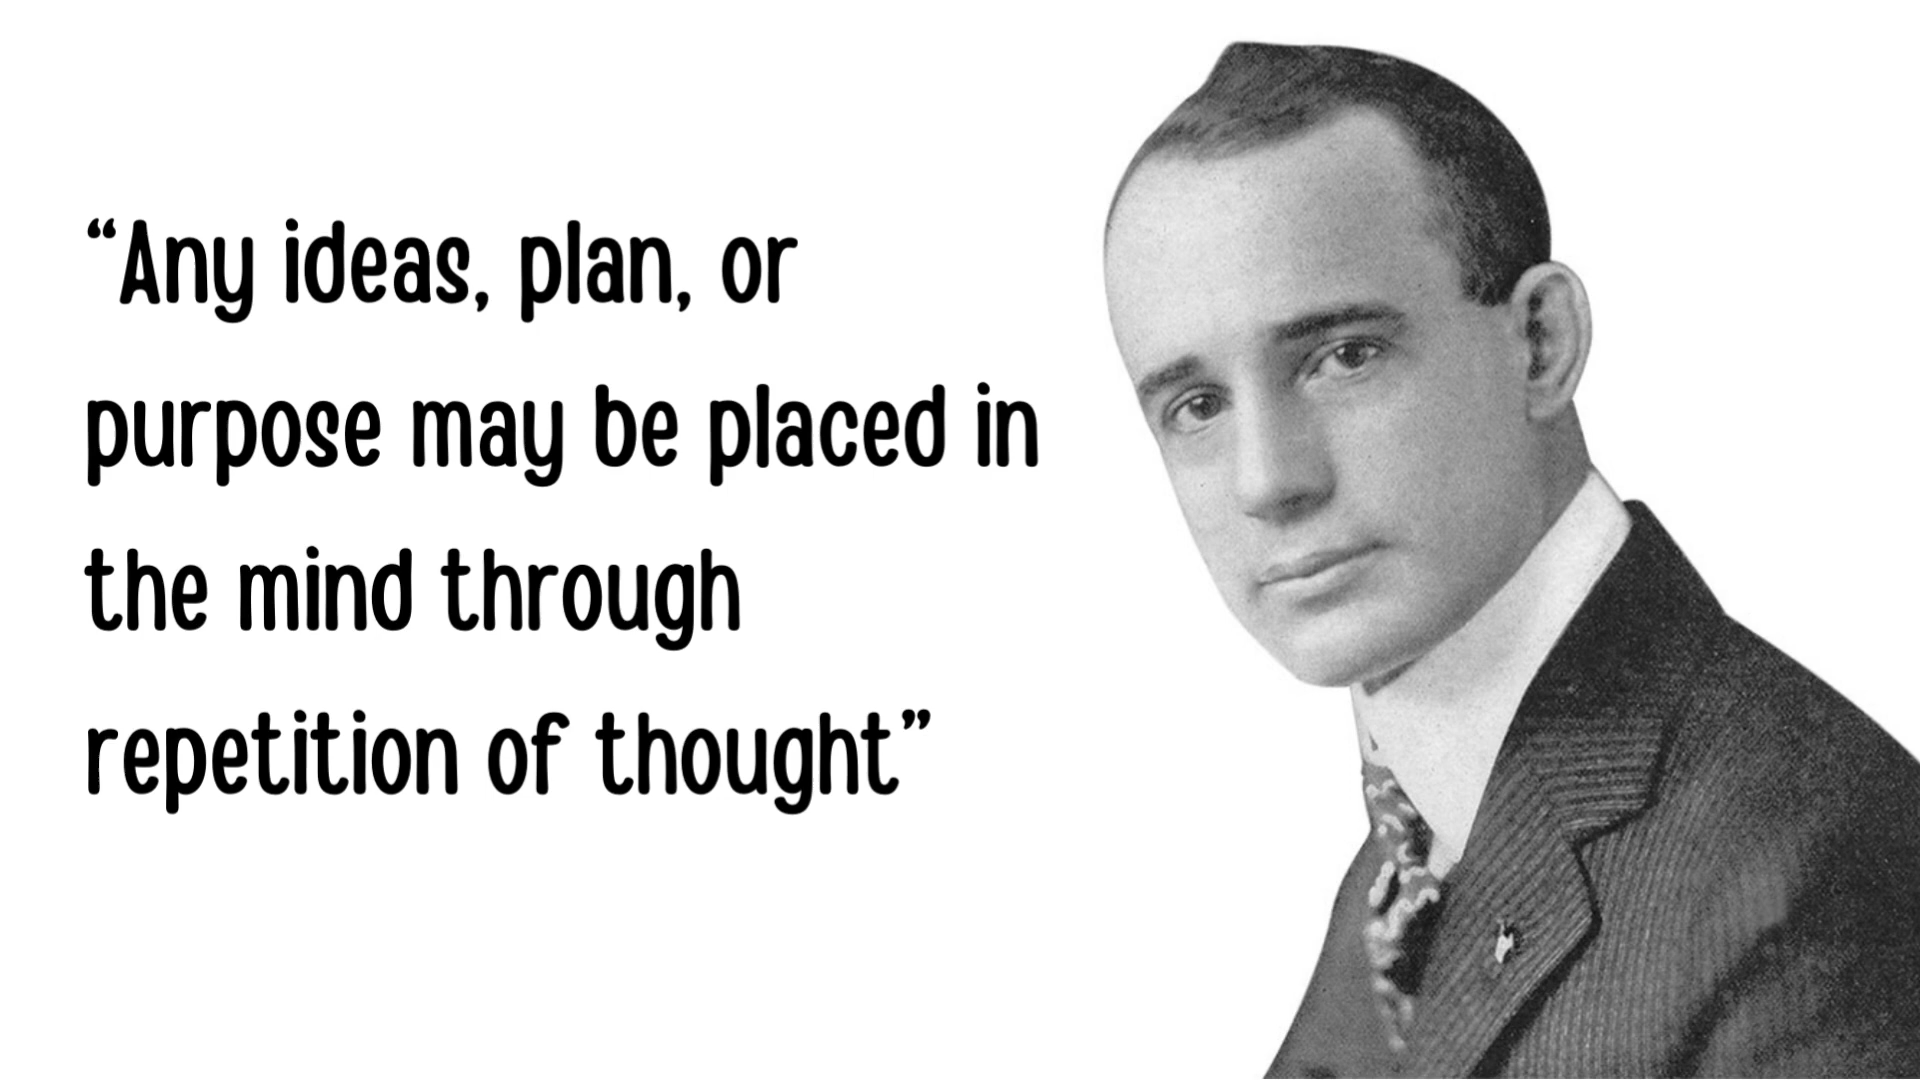 “Any ideas, plan, or
purpose may be placed in
the mind through
repetition of thought”